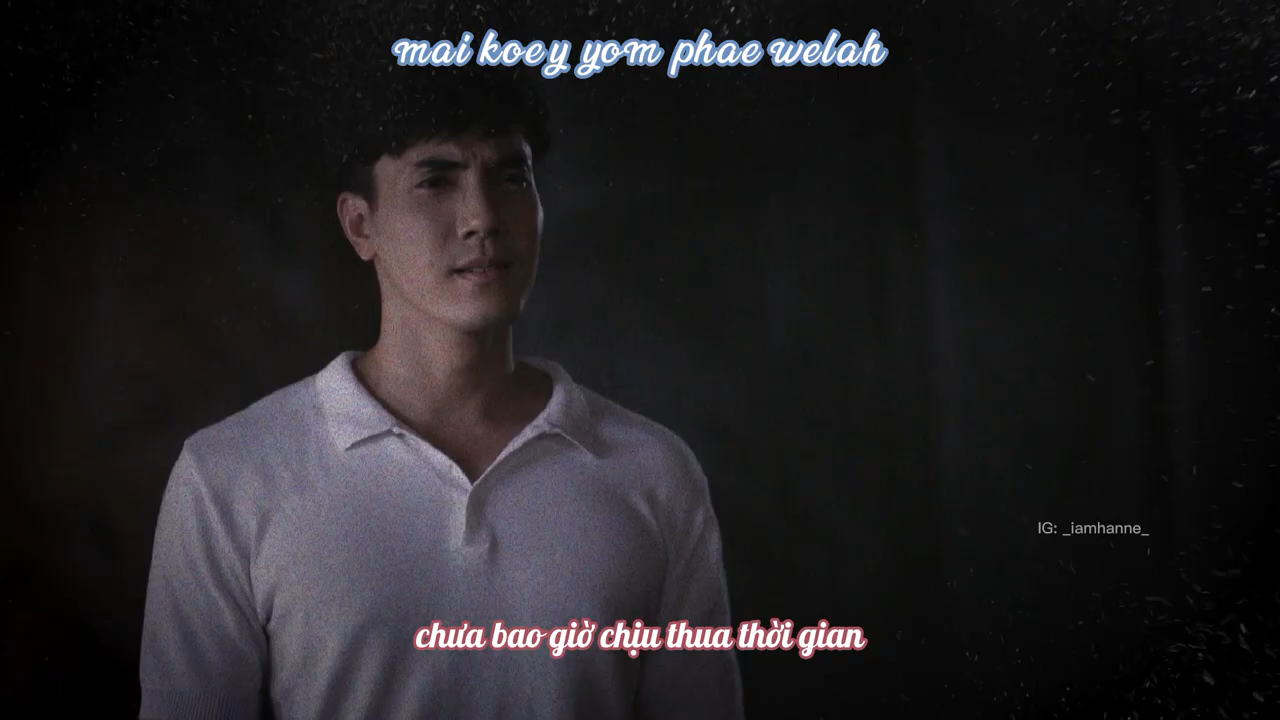 mai koey yom phae welah
IG: _iamhanne_
chưa bao giờ chịu thua thời gian